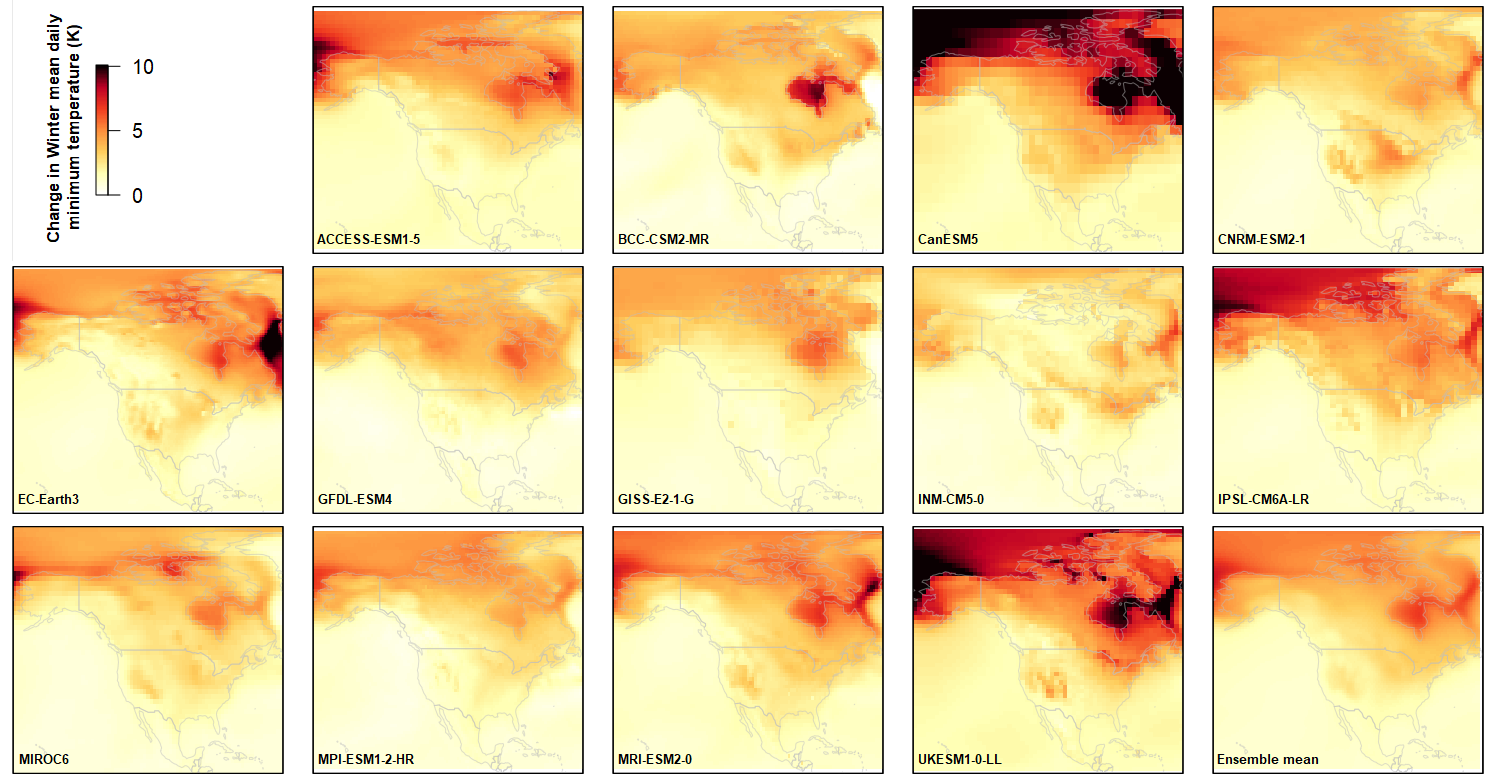 Change in Winter mean daily
minimum temperature (K)
10
5
0
ACCESS-ESM1-5
BCC-CSM2-MR
CanESM5
CNRM-ESM2-1
EC-Earth3
GFDL-ESM4
GISS-E2-1-G
INM-CM5-0
IPSL-CM6A-LR
MIROC6
MPI-ESM1-2-HR
MRI-ESM2-0
UKESM1-0-LL
Ensemble mean